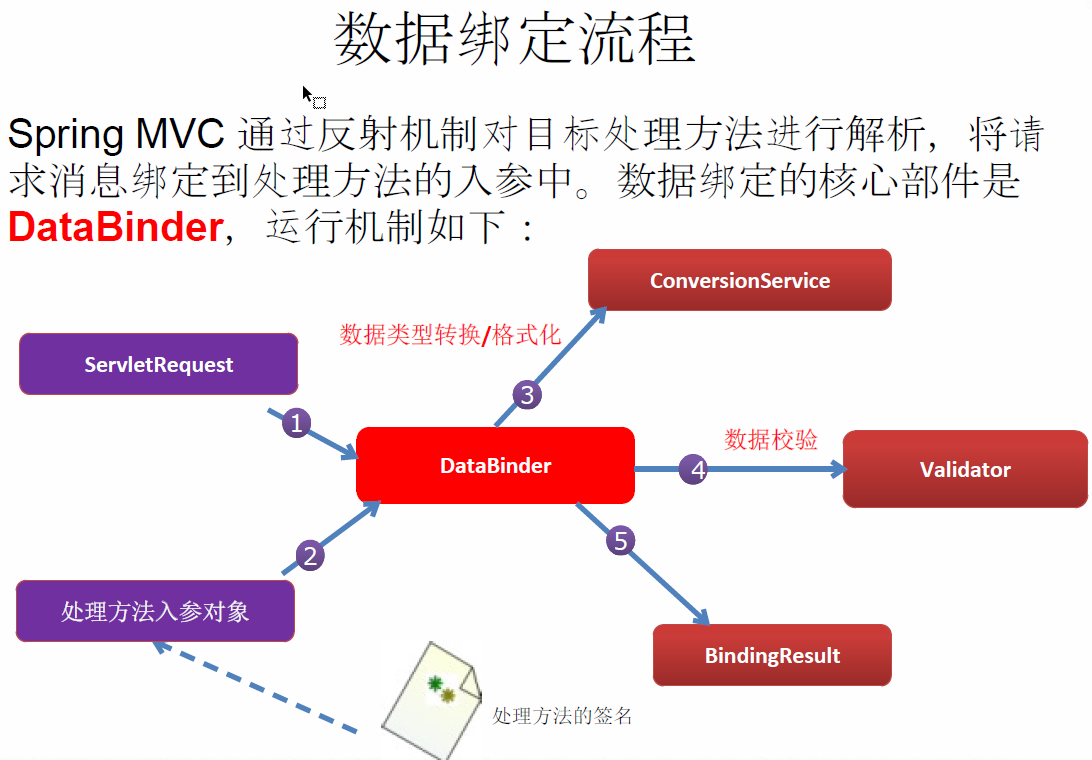 数据绑定流程
Spring MVC 通过反射机制对目标处理方法进行解析，将请
求消息绑定到处理方法的入参中。数据绑定的核心部件是
DataBinder，运行机制如下：
ConversionService
数据类型转换/格式化
ServletRequest
3
1
数据校验
DataBinder
4
Validator
5
2
处理方法入参对象
BindingResult
处理方法的签名